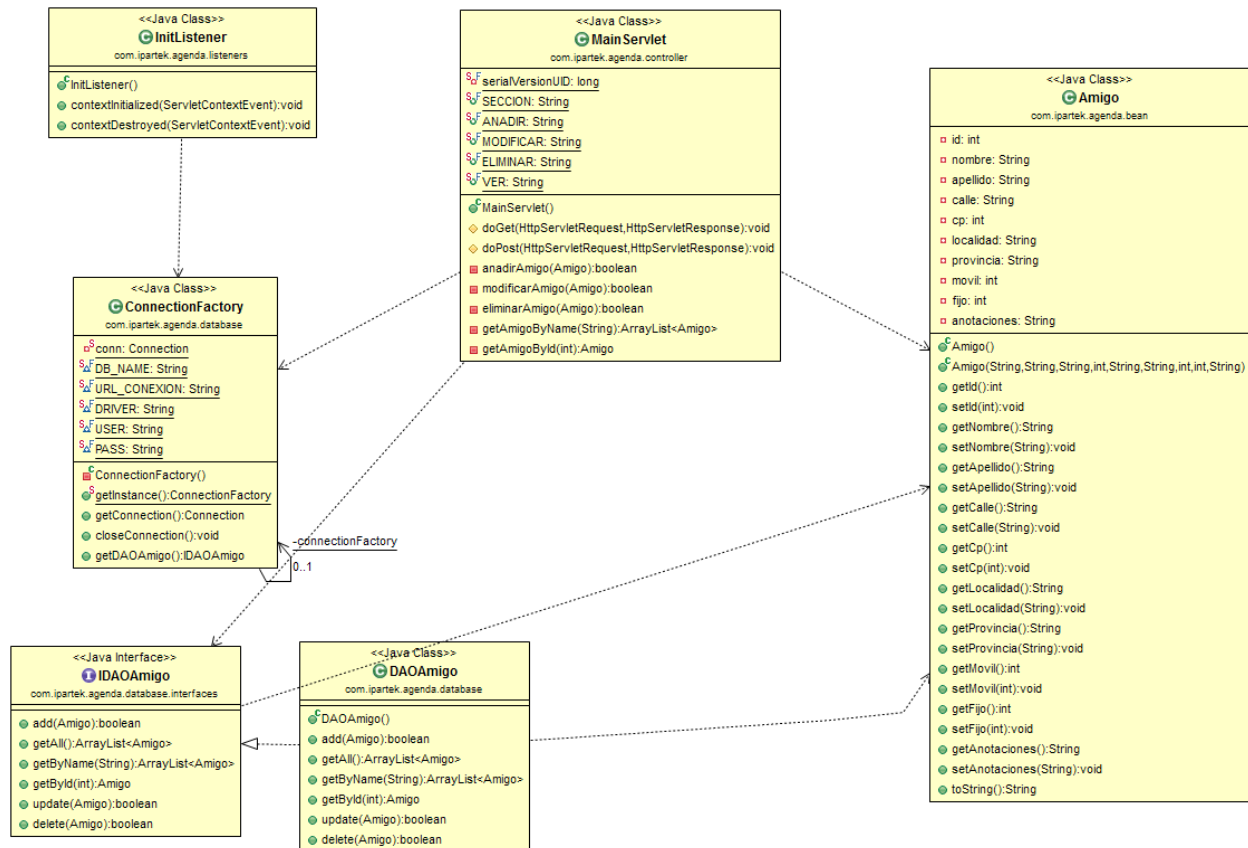 <<Java Class>>
InitListener
com.ipartek.agenda.listeners
InitListener()
contextInitialized(ServletContextEvent):void
contextDestroyed(ServletContextEvent):void
<<Java Class>>
MainServlet
com.ipartek.agenda.controller
serialVersionUID: long
SECCION: String
ANADIR: String
MODIFICAR: String
ELIMINAR: String
VER: String
MainServlet()
doGet(HttpServletRequest,HttpServletResponse):void
doPost(HttpServletRequest,HttpServletResponse):void
anadirAmigo(Amigo):boolean
modificarAmigo(Amigo):boolean
eliminarAmigo(Amigo):boolean
getAmigoByName(String):ArrayList<Amigo>
getAmigoById(int):Amigo
<<Java Class>>
Amigo
com.ipartek.agenda.bean
id: int
nombre: String
apellido: String
calle: String
cp: int
localidad: String
provincia: String
movil: int
fijo: int
anotaciones: String
Amigo()
Amigo(String,String,String,int,String,String,int,int,String)
getId():int
setId(int):void
getNombre():String
setNombre(String):void
getApellido():String
setApellido(String):void
getCalle():String
setCalle(String):void
getCp():int
setCp(int):void
getLocalidad():String
setLocalidad(String):void
getProvincia():String
setProvincia(String):void
getMovil():int
setMovil(int):void
getFijo():int
setFijo(int):void
getAnotaciones():String
setAnotaciones(String):void
toString():String
<<Java Class>>
ConnectionFactory
com.ipartek.agenda.database
conn: Connection
DB_NAME: String
URL_CONEXION: String
DRIVER: String
USER: String
PASS: String
ConnectionFactory()
getInstance():ConnectionFactory
getConnection():Connection
closeConnection():void
getDAOAmigo():IDAOAmigo
-connectionFactory
0..1
<<Java Interface>>
IDAOAmigo
com.ipartek.agenda.database.interfaces
add(Amigo):boolean
getAll():ArrayList<Amigo>
getByName(String):ArrayList<Amigo>
getById(int):Amigo
update(Amigo):boolean
delete(Amigo):boolean
<<Java Class>>
DAOAmigo
com.ipartek.agenda.database
DAOAmigo()
add(Amigo):boolean
getAll():ArrayList<Amigo>
getByName(String):ArrayList<Amigo>
getById(int):Amigo
update(Amigo):boolean
delete(Amigo):boolean